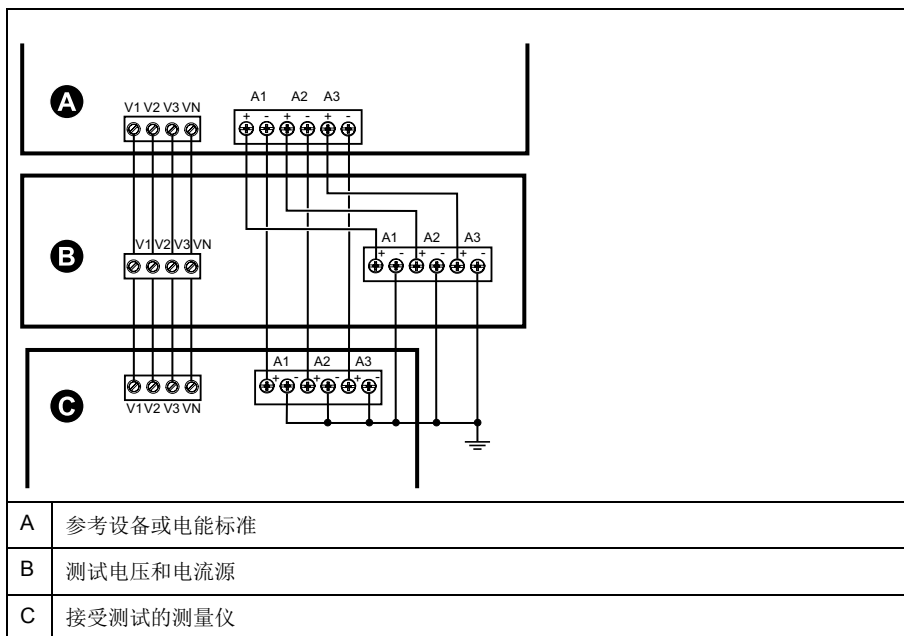 A1 A2 A3
A
V1 V2 V3 VN
+ - + - + -
V1 V2 V3 VN
A1 A2 A3
B
+ - + - + -
A1 A2 A3
+ - + - + -
C
V1 V2 V3 VN
A 参考设备或电能标准
B 测试电压和电流源
C 接受测试的测量仪